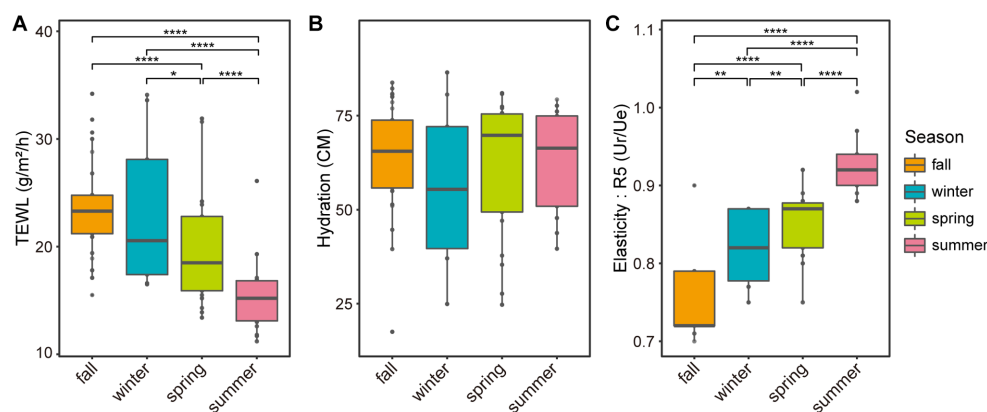 A
TEWL (g/m²/h)
40
30
20
10
****
****
****
*
****
fall
winter
spring
summer
B
Hydration (CM)
75
50
25
fall
winter
spring
summer
C
Elasticity : R5 (Ur/Ue)
1.1
1.0
0.9
0.8
0.7
****
****
****
**
**
****
fall
winter
spring
summer
Season
fall
winter
spring
summer